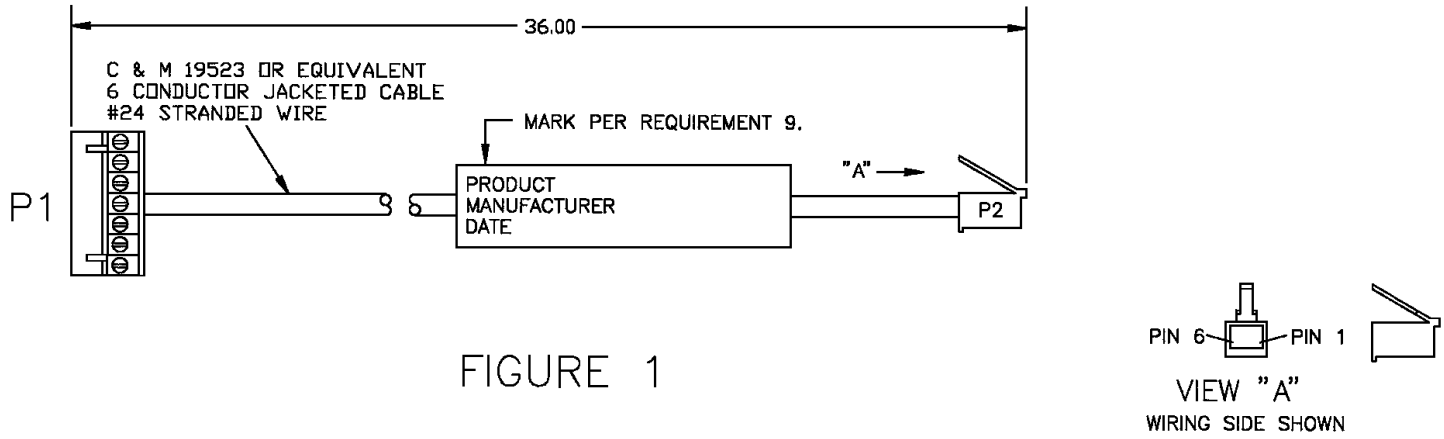 36.00
C & M 19523 OR EQUIVALENT
6 CONDUCTOR JACKETED CABLE
#24 STRANDED WIRE
MARK PER REQUIREMENT 9.
"A"
P1
PRODUCT
MANUFACTURER
DATE
P2
PIN 6
PIN 1
FIGURE 1
VIEW "A"
WIRING SIDE SHOWN